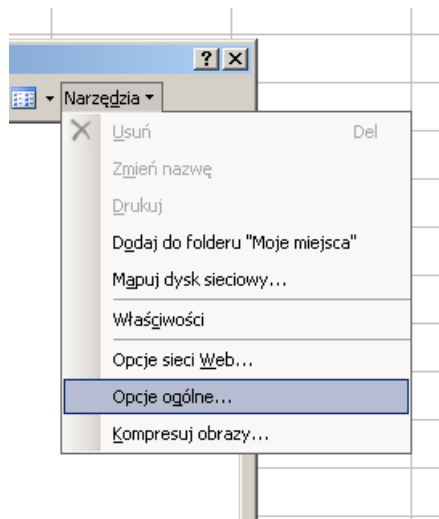 Narzędzia
Usuń Del
Zmień nazwę
Drukuj
Dodaj do folderu "Moje miejsca"
Mapuj dysk sieciowy...
Właściwości
Opcje sieci Web...
Opcje ogólne...
Kompresuj obrazy...